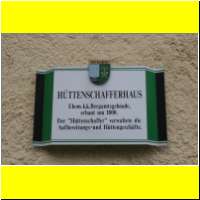 HÜTTENSCHAFFERHAUS
Ehem. k.k. Bergamtsgebäude,
erbaut um 1800.
Der "Hüttenschaffer" verwaltete die
Aufbereitungs- und Hüttengeschäfte.